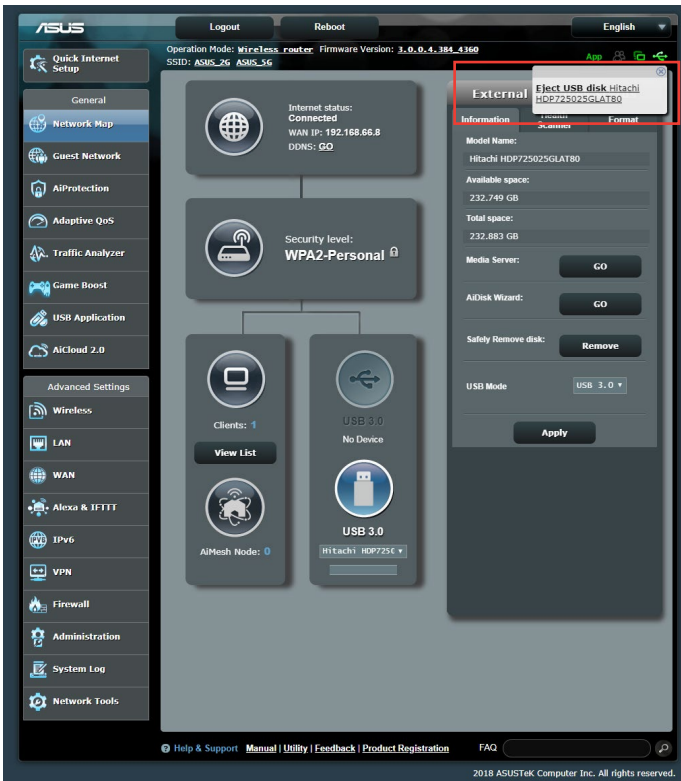 ASUS
Logout
Reboot
English
Quick Internet
Setup
Operation Mode: Wireless router Firmware Version: 3.0.0.4.384_4360
SSID: ASUS_2G ASUS_5G
App
General
Network Map
Guest Network
AiProtection
Adaptive QoS
Traffic Analyzer
Game Boost
USB Application
AiCloud 2.0
Advanced Settings
Wireless
LAN
WAN
Alexa & IFTTT
IPv6
VPN
Firewall
Administration
System Log
Network Tools
Internet status:
Connected
WAN IP: 192.168.66.8
DDNS: GO
Security level:
WPA2-Personal
Clients: 1
View List
AiMesh Node: 0
USB 3.0
No Device
USB 3.0
Hitachi HDP725
External
Eject USB disk Hitachi
HDP725025GLAT80
Information
Health
Scanner
Format
Model Name:
Hitachi HDP725025GLAT80
Available space:
232.749 GB
Total space:
232.883 GB
Media Server:
GO
AiDisk Wizard:
GO
Safely Remove disk:
Remove
USB Mode
USB 3.0
Apply
Help & Support Manual | Utility | Feedback | Product Registration
FAQ
2018 ASUSTeK Computer Inc. All rights reserved.